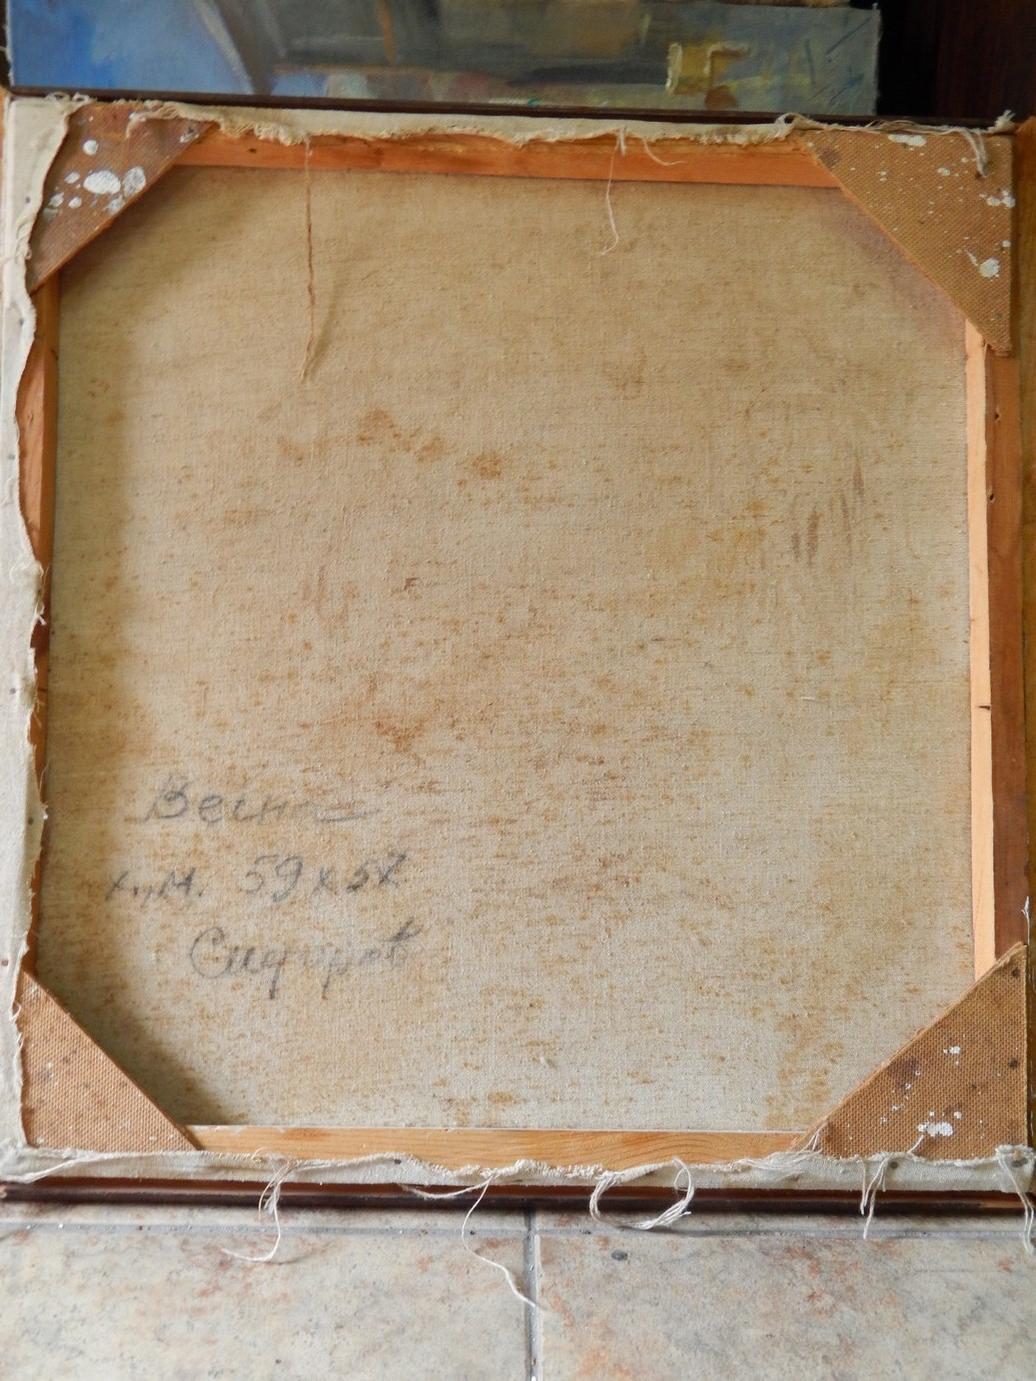 Весна
х.,м. 59х57
Сидоров